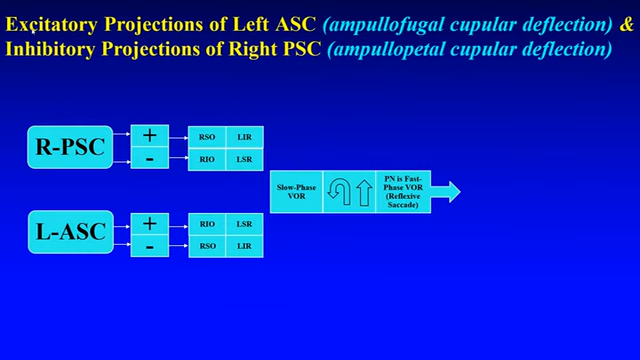 Excitatory Projections of Left ASC (ampullofugal cupular deflection) &
Inhibitory Projections of Right PSC (ampullopetal cupular deflection)
R-PSC
+
-
RSO LIR
RIO LSR
Slow-Phase
VOR
PN is Fast-
Phase VOR
(Reflexive
Saccade)
L-ASC
+
-
RIO LSR
RSO LIR